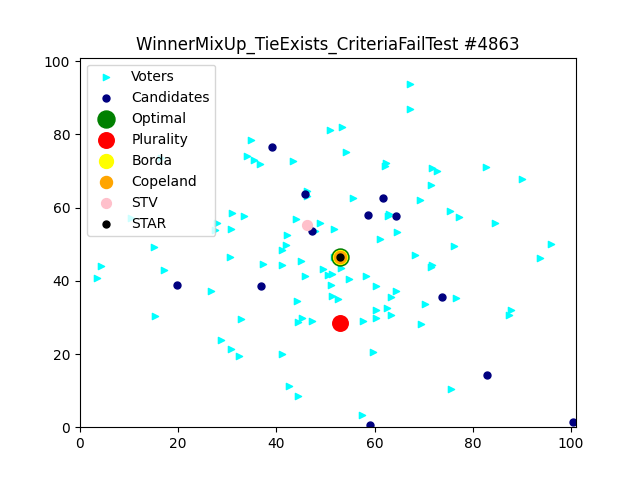 WinnerMixUp_TieExists_CriteriaFailTest #4863
100
80
60
40
20
0
Voters
Candidates
Optimal
Plurality
Borda
Copeland
STV
STAR
0 20 40 60 80 100